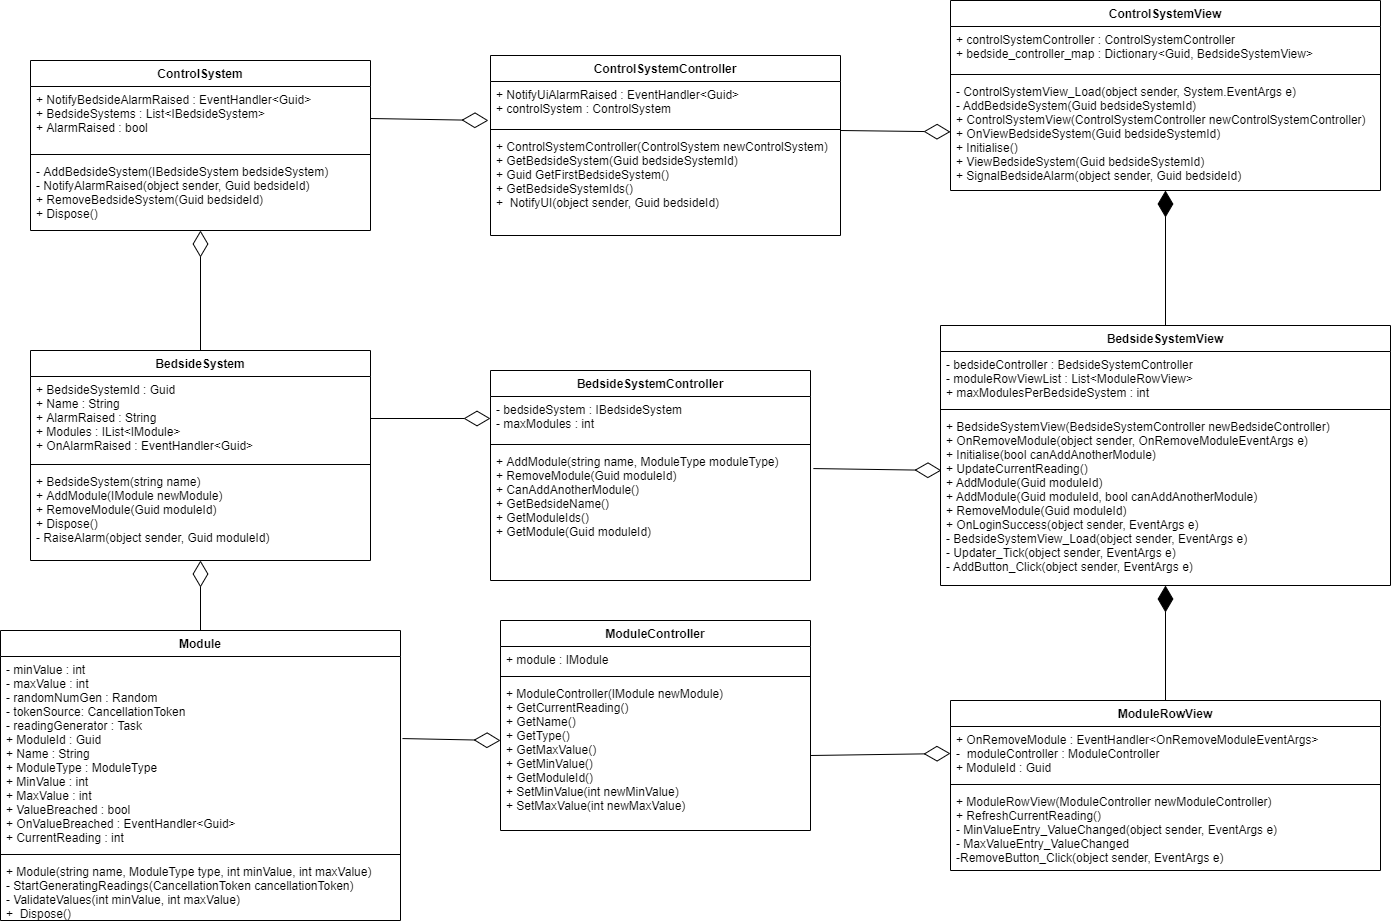 ControlSystem
+ NotifyBedsideAlarmRaised : EventHandler<Guid>
+ BedsideSystems : List<IBedsideSystem>
+ AlarmRaised : bool
- AddBedsideSystem(IBedsideSystem bedsideSystem)
- NotifyAlarmRaised(object sender, Guid bedsideId)
+ RemoveBedsideSystem(Guid bedsideId)
+ Dispose()
ControlSystemController
+ NotifyUiAlarmRaised : EventHandler<Guid>
+ controlSystem : ControlSystem
+ ControlSystemController(ControlSystem newControlSystem)
+ GetBedsideSystem(Guid bedsideSystemId)
+ Guid GetFirstBedsideSystem()
+ GetBedsideSystemIds()
+  NotifyUI(object sender, Guid bedsideId)
ControlSystemView
+ controlSystemController : ControlSystemController
+ bedside_controller_map : Dictionary<Guid, BedsideSystemView>
- ControlSystemView_Load(object sender, System.EventArgs e)
- AddBedsideSystem(Guid bedsideSystemId)
+ ControlSystemView(ControlSystemController newControlSystemController)
+ OnViewBedsideSystem(Guid bedsideSystemId)
+ Initialise()
+ ViewBedsideSystem(Guid bedsideSystemId)
+ SignalBedsideAlarm(object sender, Guid bedsideId)
BedsideSystem
+ BedsideSystemId : Guid
+ Name : String
+ AlarmRaised : String
+ Modules : IList<IModule>
+ OnAlarmRaised : EventHandler<Guid>
+ BedsideSystem(string name)
+ AddModule(IModule newModule)
+ RemoveModule(Guid moduleId)
+ Dispose()
- RaiseAlarm(object sender, Guid moduleId)
BedsideSystemController
- bedsideSystem : IBedsideSystem
- maxModules : int
+ AddModule(string name, ModuleType moduleType)
+ RemoveModule(Guid moduleId)
+ CanAddAnotherModule()
+ GetBedsideName()
+ GetModuleIds()
+ GetModule(Guid moduleId)
BedsideSystemView
- bedsideController : BedsideSystemController
- moduleRowViewList : List<ModuleRowView>
+ maxModulesPerBedsideSystem : int
+ BedsideSystemView(BedsideSystemController newBedsideController)
+ OnRemoveModule(object sender, OnRemoveModuleEventArgs e)
+ Initialise(bool canAddAnotherModule)
+ UpdateCurrentReading()
+ AddModule(Guid moduleId)
+ AddModule(Guid moduleId, bool canAddAnotherModule)
+ RemoveModule(Guid moduleId)
+ OnLoginSuccess(object sender, EventArgs e)
- BedsideSystemView_Load(object sender, EventArgs e)
- Updater_Tick(object sender, EventArgs e)
- AddButton_Click(object sender, EventArgs e)
Module
- minValue : int
- maxValue : int
- randomNumGen : Random
- tokenSource: CancellationToken
- readingGenerator : Task
+ ModuleId : Guid
+ Name : String
+ ModuleType : ModuleType
+ MinValue : int
+ MaxValue : int
+ ValueBreached : bool
+ OnValueBreached : EventHandler<Guid>
+ CurrentReading : int
+ Module(string name, ModuleType type, int minValue, int maxValue)
- StartGeneratingReadings(CancellationToken cancellationToken)
- ValidateValues(int minValue, int maxValue)
+  Dispose()
ModuleController
+ module : IModule
+ ModuleController(IModule newModule)
+ GetCurrentReading()
+ GetName()
+ GetType()
+ GetMaxValue()
+ GetMinValue()
+ GetModuleId()
+ SetMinValue(int newMinValue)
+ SetMaxValue(int newMaxValue)
ModuleRowView
+ OnRemoveModule : EventHandler<OnRemoveModuleEventArgs>
-  moduleController : ModuleController
+ ModuleId : Guid
+ ModuleRowView(ModuleController newModuleController)
+ RefreshCurrentReading()
- MinValueEntry_ValueChanged(object sender, EventArgs e)
- MaxValueEntry_ValueChanged
-RemoveButton_Click(object sender, EventArgs e)